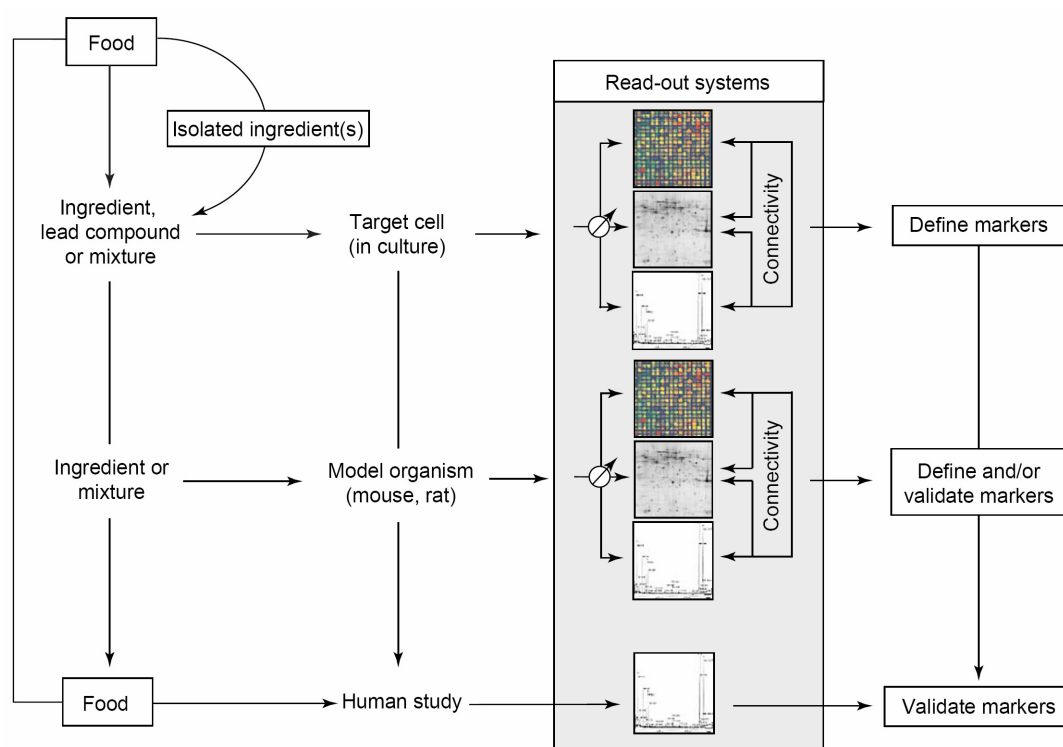 Food
Isolated ingredient(s)
Ingredient,
lead compound
or mixture
Target cell
(in culture)
Read-out systems
Connectivity
Define markers
Ingredient or
mixture
Model organism
(mouse, rat)
Connectivity
Define and/or
validate markers
Food
Human study
Validate markers